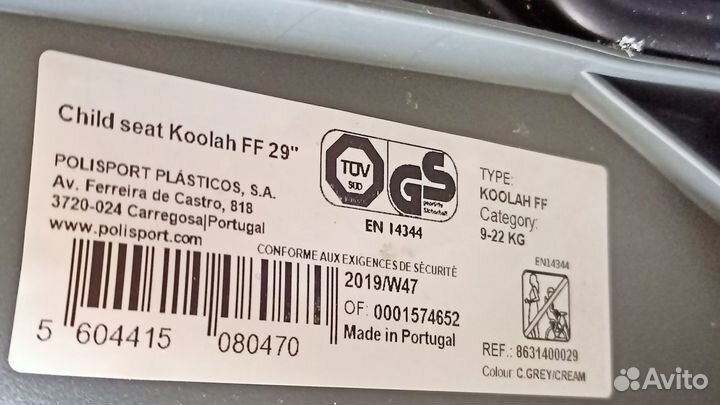 Child seat Koolah FF 29"
POLISPORT PLÁSTICOS, S.A.
Av. Ferreira de Castro, 818
3720-024 Carregosa|Portugal
www.polisport.com
TÜV
SÜD
GS
geprüfte
Sicherheit
EN 14344
TYPE:
KOOLAH FF
Category:
9-22 KG
CONFORME AUX EXIGENCES DE SÉCURITÉ
2019/W47
OF: 0001574652
Made in Portugal
5 604415 080470
EN14344
REF.: 8631400029
Colour: C.GREY/CREAM
Avito